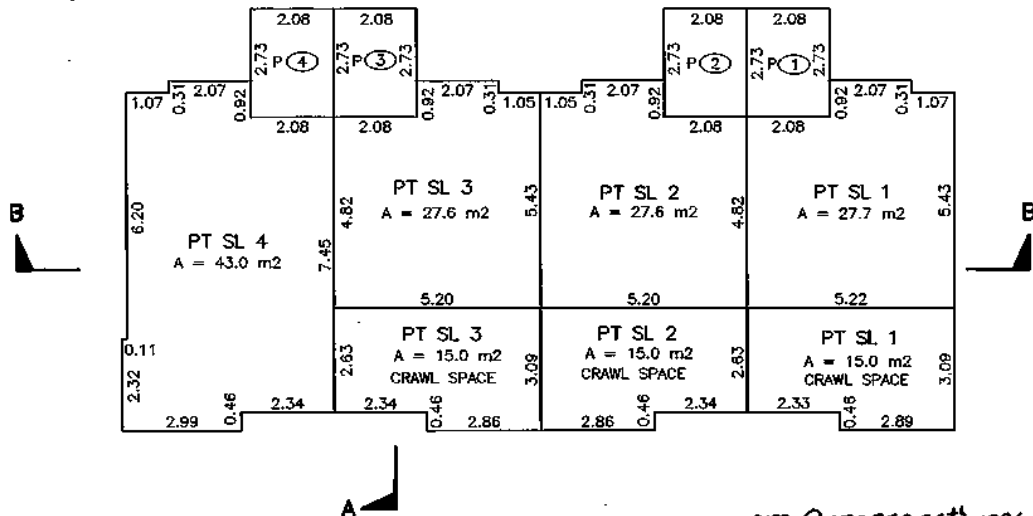 2.08 2.08 2.08 2.08
2.73 P 4 2.73 P 3 2.73 2.73 P 2 2.73 P 1 2.73
1.07 0.31 2.07 0.92 0.92 2.07 0.31 1.05 1.05 0.31 2.07 0.92 0.92 2.07 0.31 1.07
2.08 2.08 2.08 2.08
B B
6.20 7.45 4.82 5.43 4.82 5.43
PT SL 4
A = 43.0 m2
PT SL 3
A = 27.6 m2
PT SL 2
A = 27.6 m2
PT SL 1
A = 27.7 m2
5.20 5.20 5.22
0.11
2.32 2.63 3.09 2.63 3.09
PT SL 3
A = 15.0 m2
CRAWL SPACE
PT SL 2
A = 15.0 m2
CRAWL SPACE
PT SL 1
A = 15.0 m2
CRAWL SPACE
2.99 0.46 2.34 2.34 0.46 2.86 2.86 0.46 2.34 2.33 0.46 2.89
A